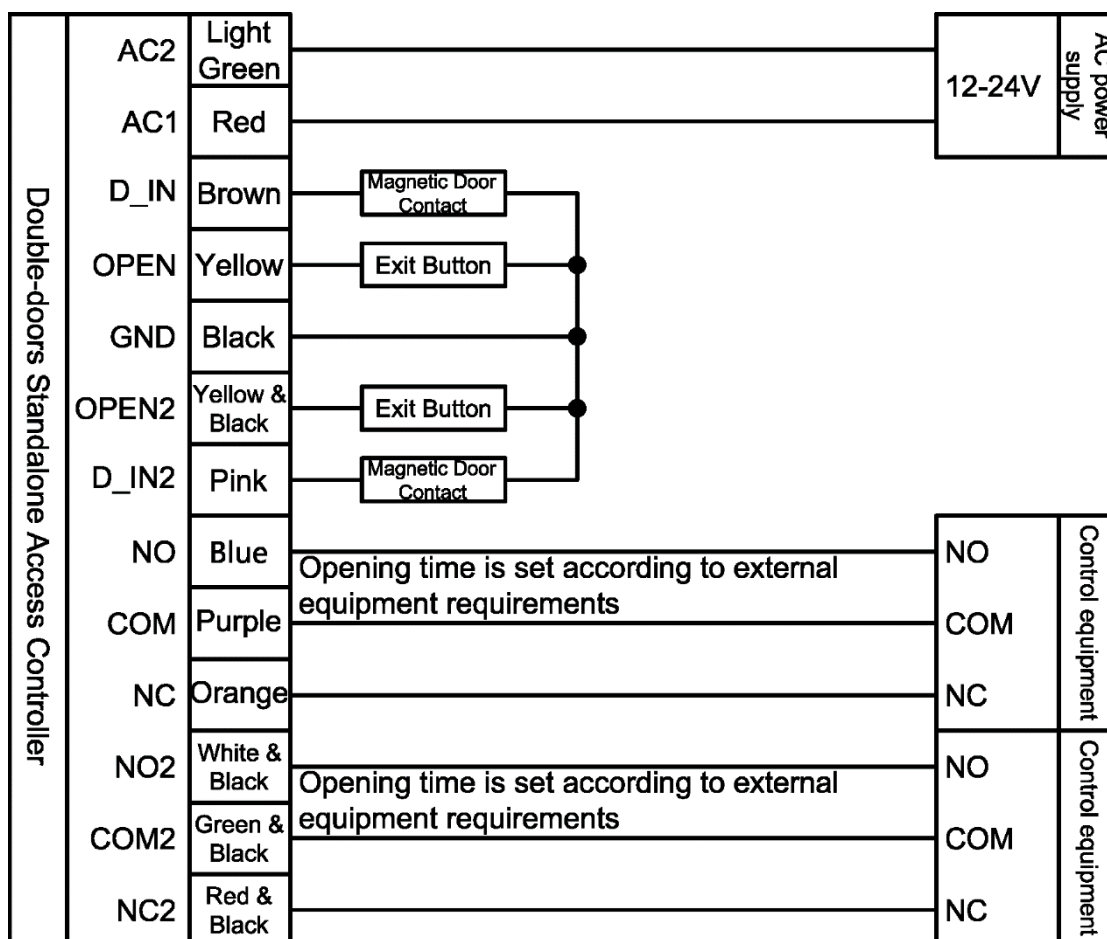 Double-doors Standalone Access Controller
AC2
Light
Green
12-24V
AC power
supply
AC1
Red
D_IN
Brown
Magnetic Door
Contact
OPEN
Yellow
Exit Button
GND
Black
OPEN2
Yellow &
Black
Exit Button
D_IN2
Pink
Magnetic Door
Contact
NO
Blue
Opening time is set according to external
equipment requirements
NO
Control equipment
COM
Purple
COM
NC
Orange
NC
NO2
White &
Black
Opening time is set according to external
equipment requirements
NO
Control equipment
COM2
Green &
Black
COM
NC2
Red &
Black
NC